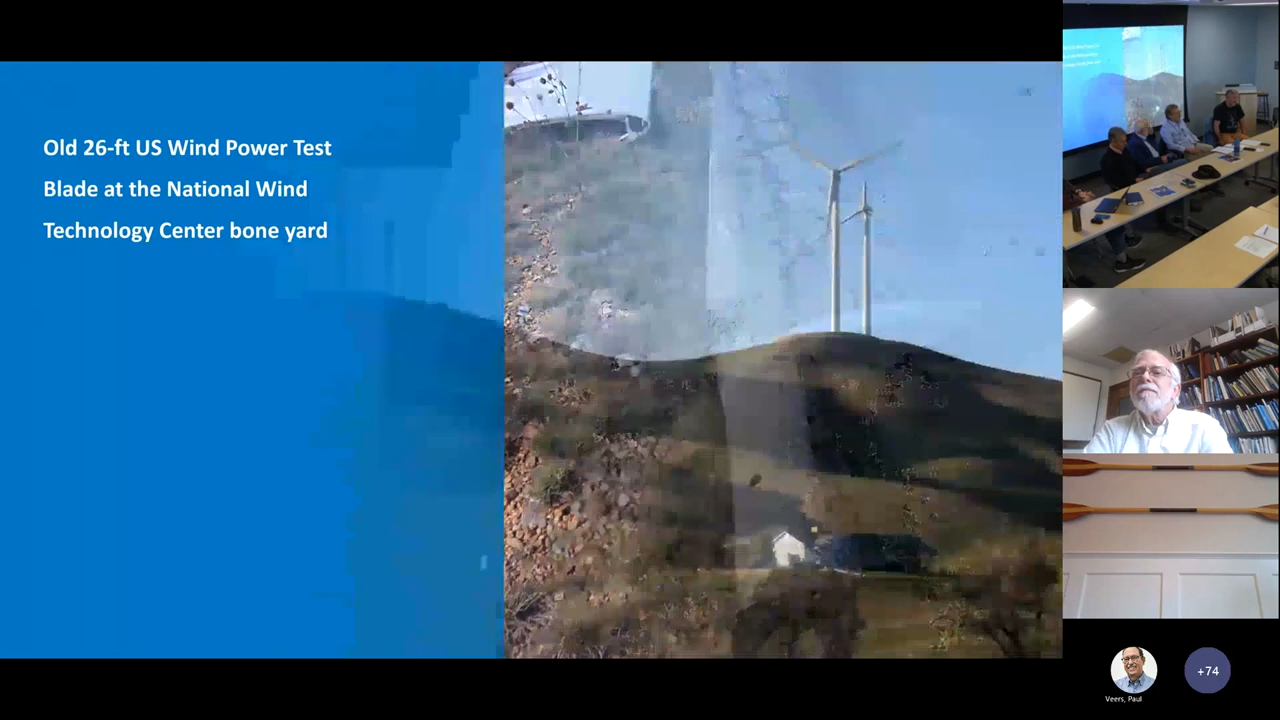 Old 26-ft US Wind Power Test
Blade at the National Wind
Technology Center bone yard
Veers, Paul
+74